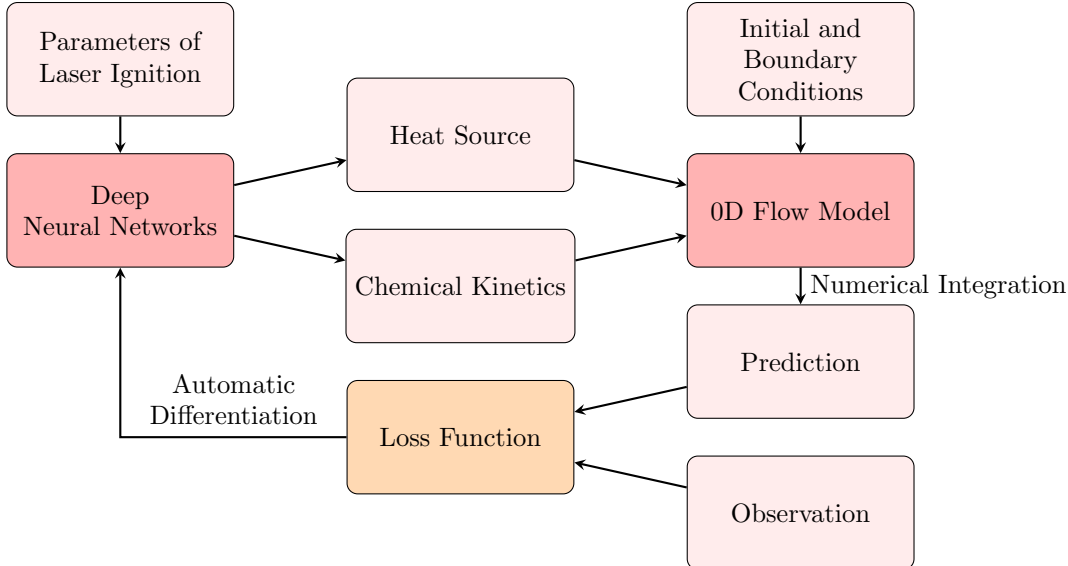 Parameters of
Laser Ignition
Initial and
Boundary
Conditions
Heat Source
Deep
Neural Networks
0D Flow Model
Chemical Kinetics
Numerical Integration
Prediction
Automatic
Differentiation
Loss Function
Observation